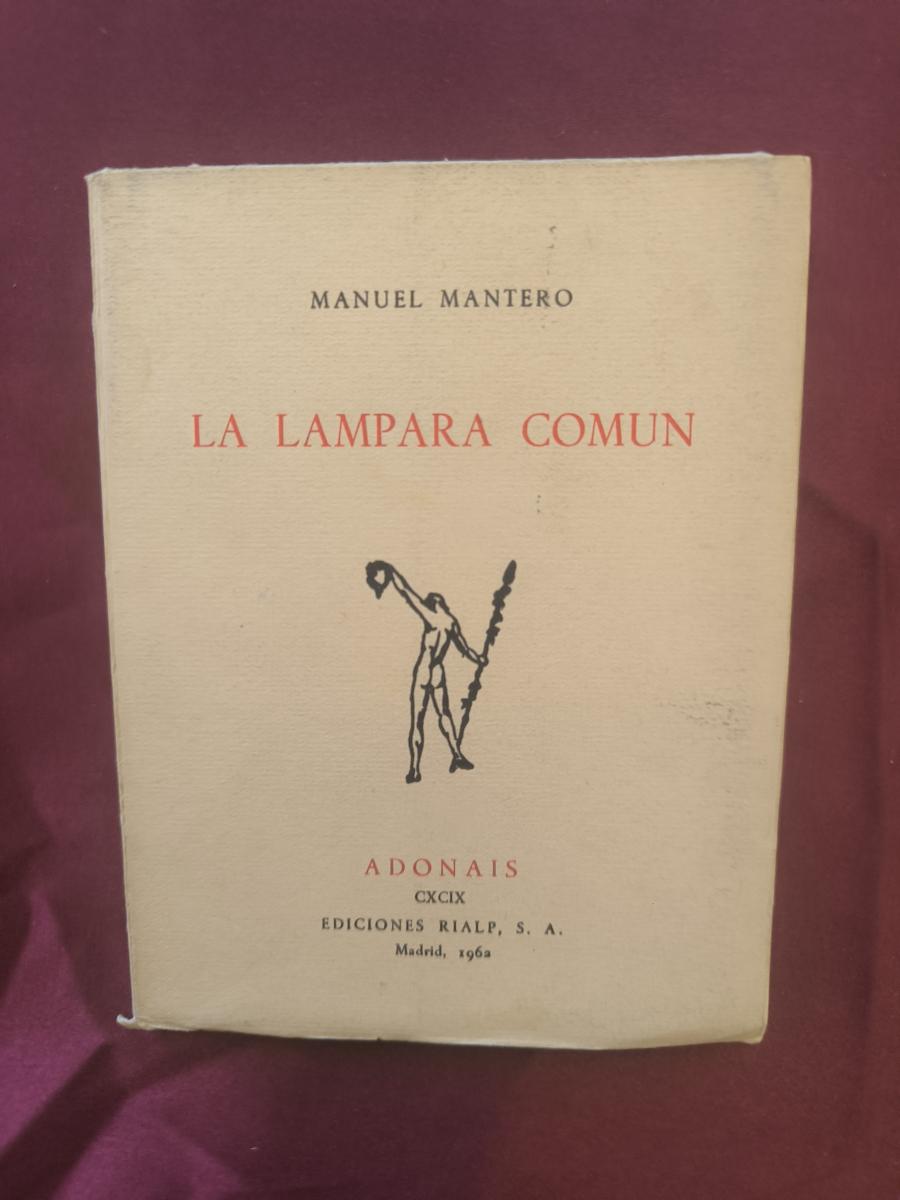 MANUEL MANTERO
LA LAMPARA COMUN
ADONAIS
CXCIX
EDICIONES RIALP, S. A.
Madrid, 1962